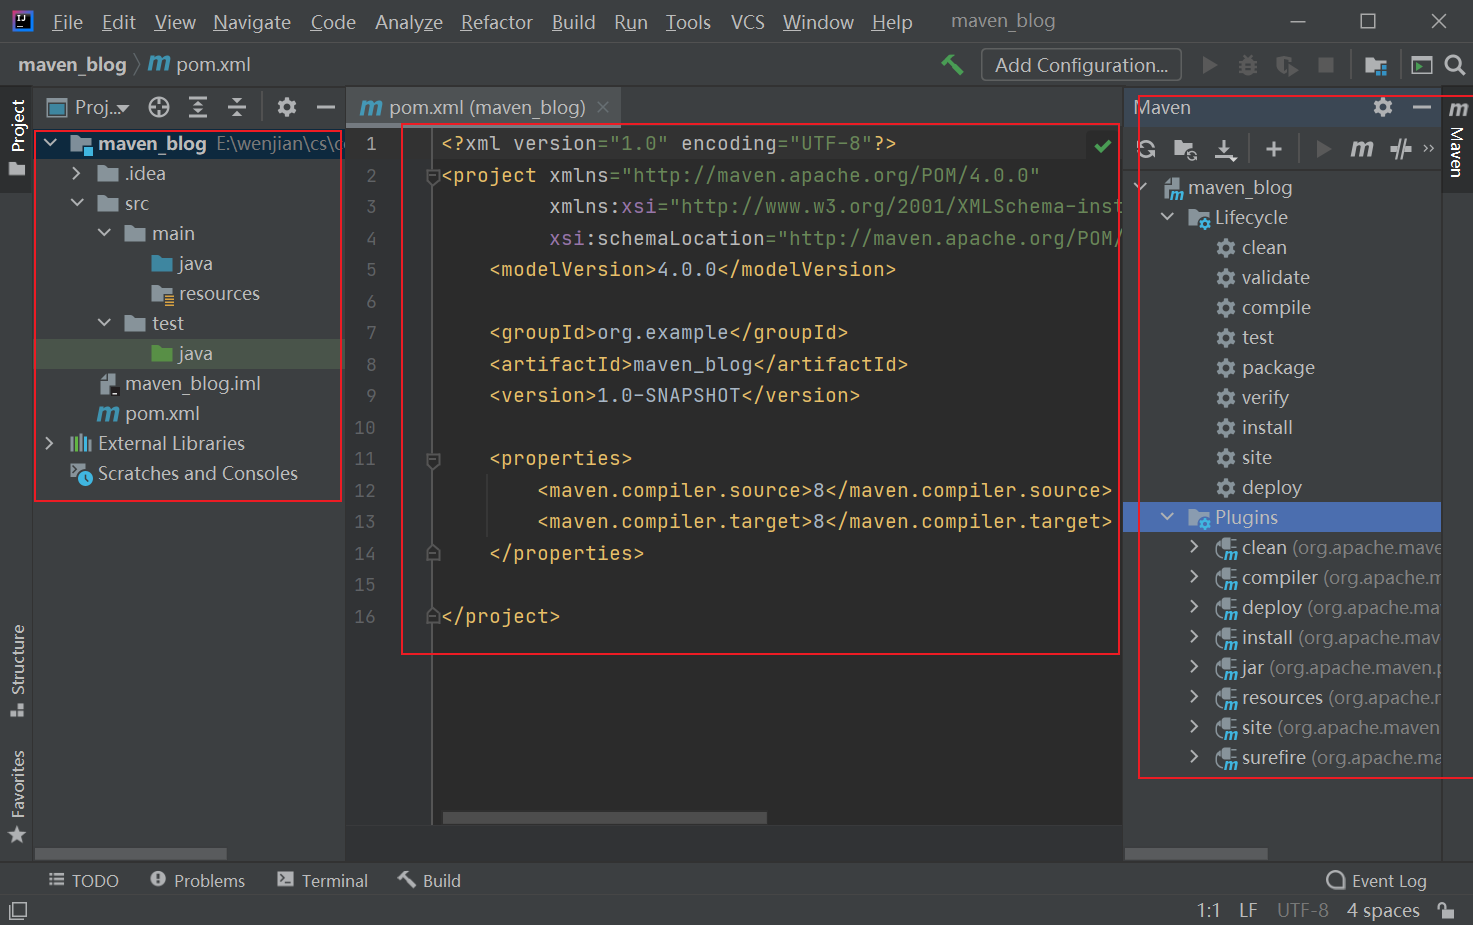 File Edit View Navigate Code Analyze Refactor Build Run Tools VCS Window Help maven_blog
maven_blog pom.xml
Add Configuration...
Project
Proj...
maven_blog E:\wenjian\cs\
.idea
src
main
java
resources
test
java
maven_blog.iml
pom.xml
External Libraries
Scratches and Consoles
Structure
Favorites
pom.xml (maven_blog)
1 <?xml version="1.0" encoding="UTF-8"?>
2 <project xmlns="http://maven.apache.org/POM/4.0.0"
3 xmlns:xsi="http://www.w3.org/2001/XMLSchema-inst
4 xsi:schemaLocation="http://maven.apache.org/POM/
5 <modelVersion>4.0.0</modelVersion>
6
7 <groupId>org.example</groupId>
8 <artifactId>maven_blog</artifactId>
9 <version>1.0-SNAPSHOT</version>
10
11 <properties>
12 <maven.compiler.source>8</maven.compiler.source>
13 <maven.compiler.target>8</maven.compiler.target>
14 </properties>
15
16 </project>
Maven
m
Maven
maven_blog
Lifecycle
clean
validate
compile
test
package
verify
install
site
deploy
Plugins
clean (org.apache.mave
compiler (org.apache.m
deploy (org.apache.ma
install (org.apache.mav
jar (org.apache.maven.p
resources (org.apache.r
site (org.apache.maven
surefire (org.apache.ma
TODO Problems Terminal Build Event Log
1:1 LF UTF-8 4 spaces